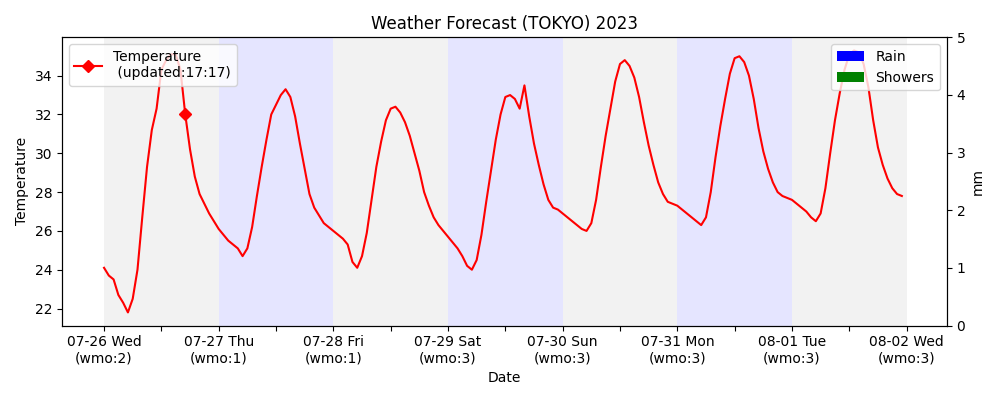 Weather Forecast (TOKYO) 2023
Temperature
(updated:17:17)
Rain
Showers
34
32
30
28
26
24
22
Temperature
5
4
3
2
1
0
mm
07-26 Wed
(wmo:2)
07-27 Thu
(wmo:1)
07-28 Fri
(wmo:1)
07-29 Sat
(wmo:3)
07-30 Sun
(wmo:3)
07-31 Mon
(wmo:3)
08-01 Tue
(wmo:3)
08-02 Wed
(wmo:3)
Date